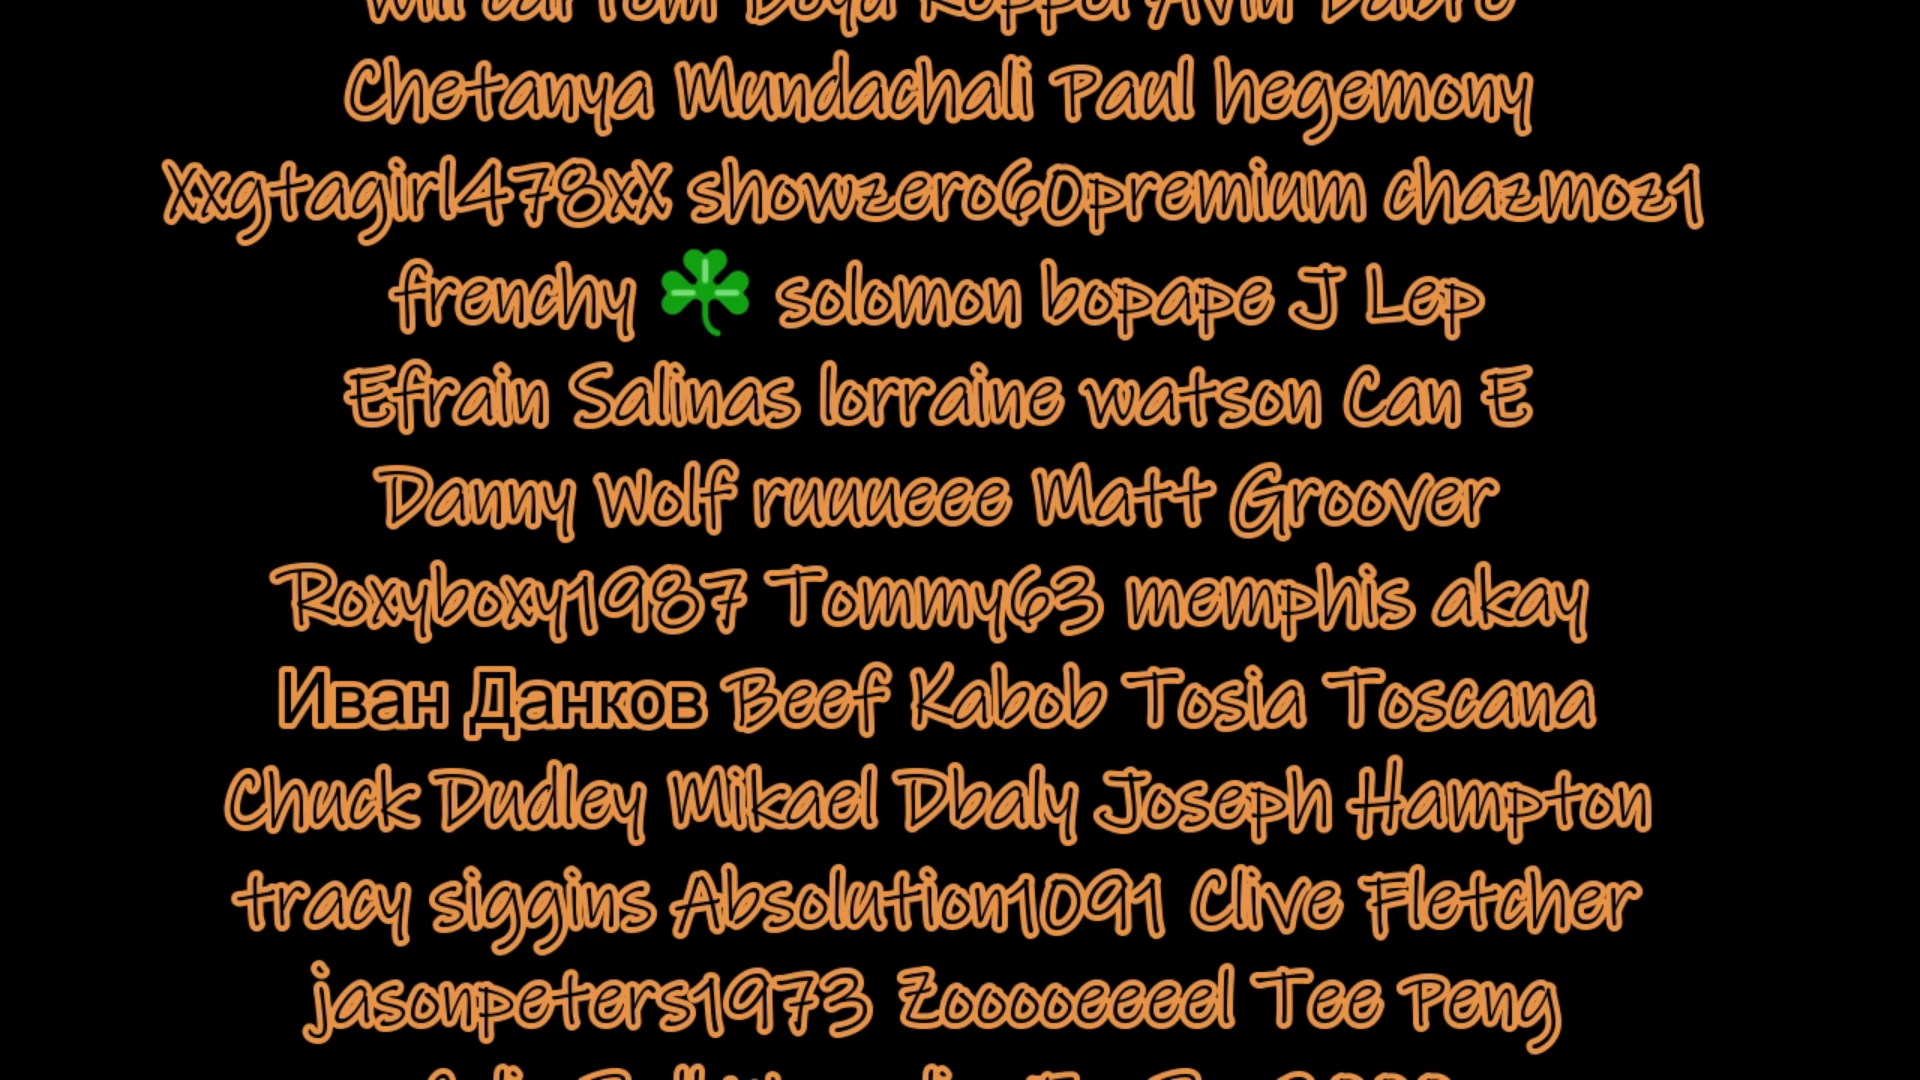 Chetanya Mundachali Paul hegemony
Xxgtagirl478xX showzero60premium chazmoz1
frenchy ☘ solomon bopape J Lep
Efrain Salinas lorraine watson Can E
Danny Wolf ruuueeee Matt Groover
Roxyboxy1987 Tommy63 memphis akay
Иван Данков Beef Kabob Tosia Toscana
Chuck Dudley Mikael Dbaly Joseph Hampton
tracy siggins Absolution1091 Clive Fletcher
jasonpeters1973 Zoooooeeeel Tee Peng